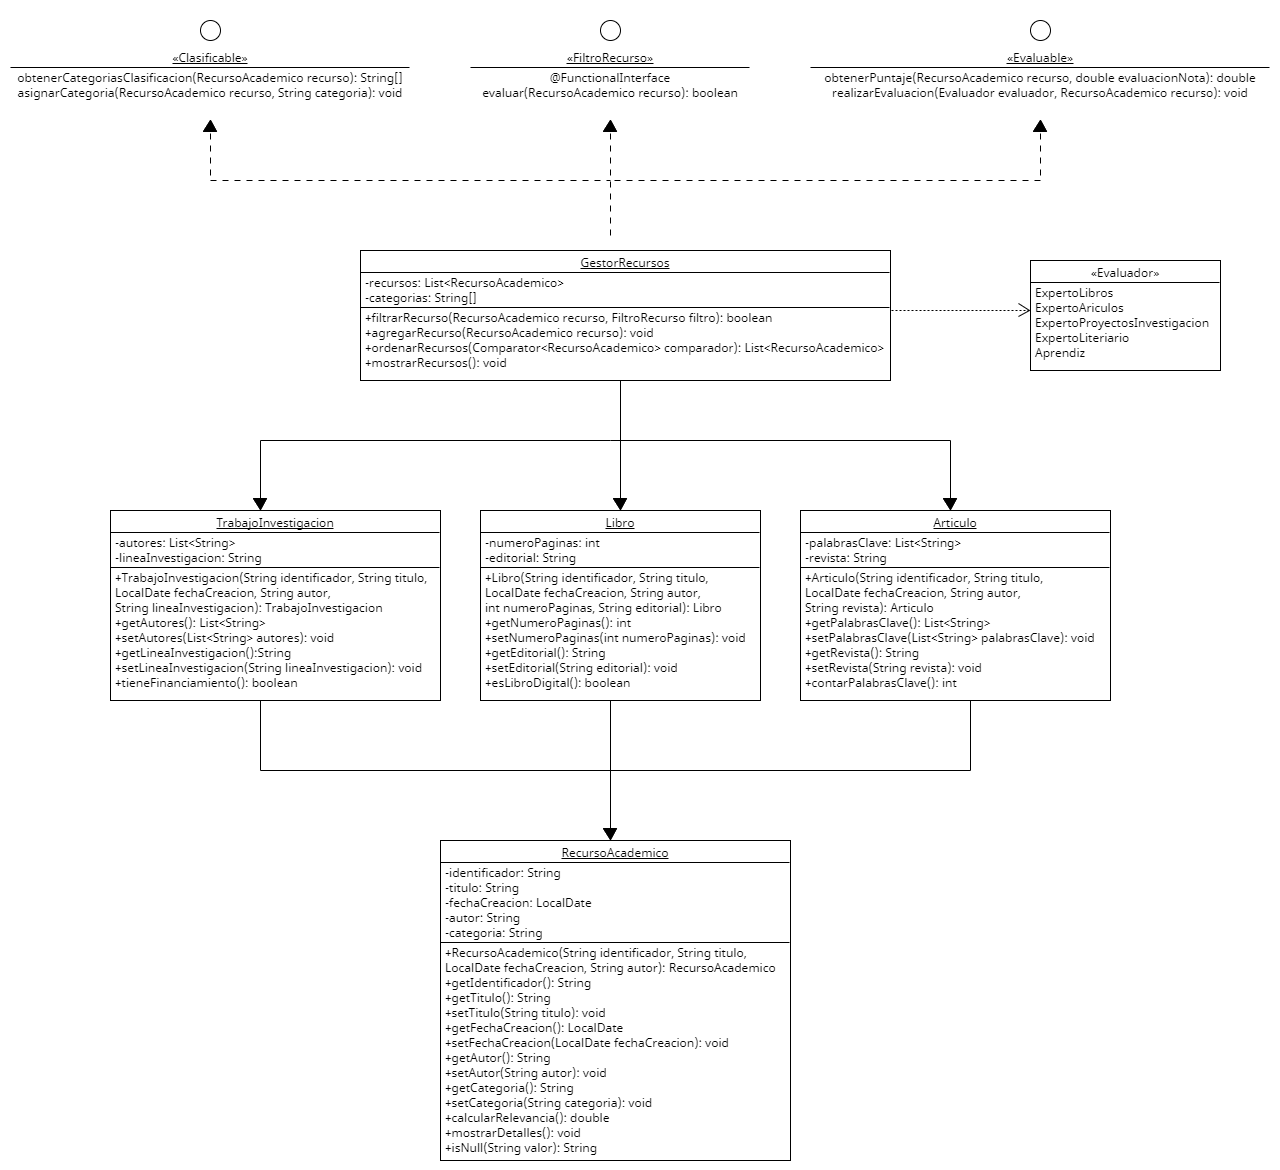 «Clasificable»
obtenerCategoriasClasificacion(RecursoAcademico recurso): String[]
asignarCategoria(RecursoAcademico recurso, String categoria): void
«FiltroRecurso»
@FunctionalInterface
evaluar(RecursoAcademico recurso): boolean
«Evaluable»
obtenerPuntaje(RecursoAcademico recurso, double evaluacionNota): double
realizarEvaluacion(Evaluador evaluador, RecursoAcademico recurso): void
GestorRecursos
-recursos: List<RecursoAcademico>
-categorias: String[]
+filtrarRecurso(RecursoAcademico recurso, FiltroRecurso filtro): boolean
+agregarRecurso(RecursoAcademico recurso): void
+ordenarRecursos(Comparator<RecursoAcademico> comparador): List<RecursoAcademico>
+mostrarRecursos(): void
«Evaluador»
ExpertoLibros
ExpertoAriculos
ExpertoProyectosInvestigacion
ExpertoLiteriario
Aprendiz
TrabajoInvestigacion
-autores: List<String>
-lineaInvestigacion: String
+TrabajoInvestigacion(String identificador, String titulo,
LocalDate fechaCreacion, String autor,
String lineaInvestigacion): TrabajoInvestigacion
+getAutores(): List<String>
+setAutores(List<String> autores): void
+getLineaInvestigacion():String
+setLineaInvestigacion(String lineaInvestigacion): void
+tieneFinanciamiento(): boolean
Libro
-numeroPaginas: int
-editorial: String
+Libro(String identificador, String titulo,
LocalDate fechaCreacion, String autor,
int numeroPaginas, String editorial): Libro
+getNumeroPaginas(): int
+setNumeroPaginas(int numeroPaginas): void
+getEditorial(): String
+setEditorial(String editorial): void
+esLibroDigital(): boolean
Articulo
-palabrasClave: List<String>
-revista: String
+Articulo(String identificador, String titulo,
LocalDate fechaCreacion, String autor,
String revista): Articulo
+getPalabrasClave(): List<String>
+setPalabrasClave(List<String> palabrasClave): void
+getRevista(): String
+setRevista(String revista): void
+contarPalabrasClave(): int
RecursoAcademico
-identificador: String
-titulo: String
-fechaCreacion: LocalDate
-autor: String
-categoria: String
+RecursoAcademico(String identificador, String titulo,
LocalDate fechaCreacion, String autor): RecursoAcademico
+getIdentificador(): String
+getTitulo(): String
+setTitulo(String titulo): void
+getFechaCreacion(): LocalDate
+setFechaCreacion(LocalDate fechaCreacion): void
+getAutor(): String
+setAutor(String autor): void
+getCategoria(): String
+setCategoria(String categoria): void
+calcularRelevancia(): double
+mostrarDetalles(): void
+isNull(String valor): String